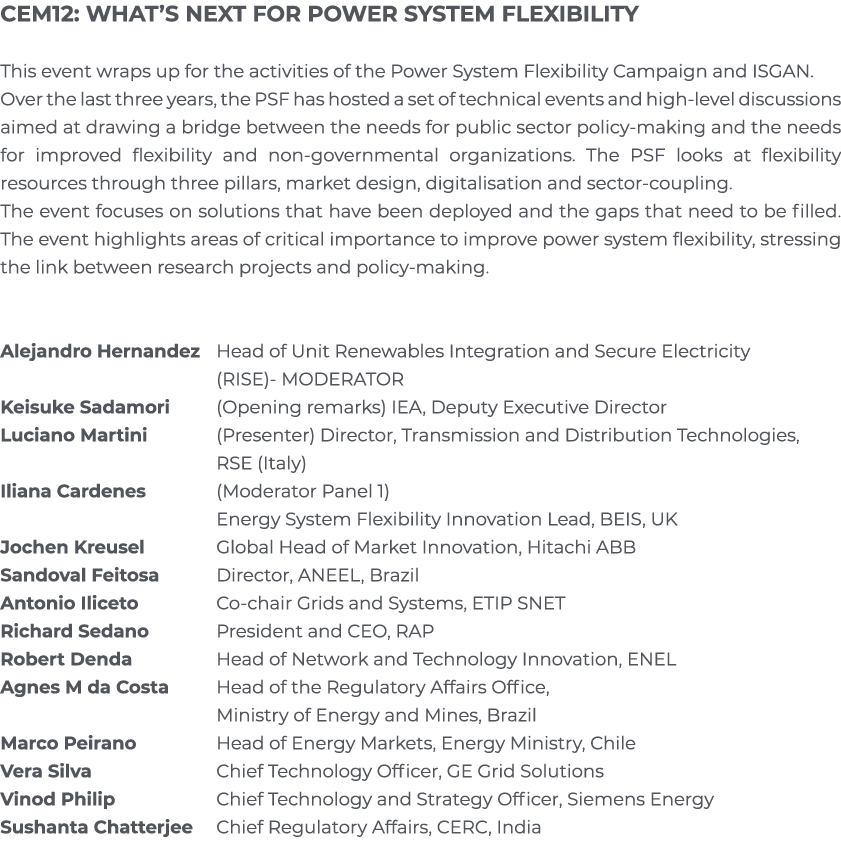 CEM12: WHAT’S NEXT FOR POWER SYSTEM FLEXIBILITY
This event wraps up for the activities of the Power System Flexibility Campaign and ISGAN.
Over the last three years, the PSF has hosted a set of technical events and high-level discussions
aimed at drawing a bridge between the needs for public sector policy-making and the needs
for improved flexibility and non-governmental organizations. The PSF looks at flexibility
resources through three pillars, market design, digitalisation and sector-coupling.
The event focuses on solutions that have been deployed and the gaps that need to be filled.
The event highlights areas of critical importance to improve power system flexibility, stressing
the link between research projects and policy-making.
Alejandro Hernandez Head of Unit Renewables Integration and Secure Electricity
(RISE)- MODERATOR
Keisuke Sadamori (Opening remarks) IEA, Deputy Executive Director
Luciano Martini (Presenter) Director, Transmission and Distribution Technologies,
RSE (Italy)
Iliana Cardenes (Moderator Panel 1)
Energy System Flexibility Innovation Lead, BEIS, UK
Jochen Kreusel Global Head of Market Innovation, Hitachi ABB
Sandoval Feitosa Director, ANEEL, Brazil
Antonio Iliceto Co-chair Grids and Systems, ETIP SNET
Richard Sedano President and CEO, RAP
Robert Denda Head of Network and Technology Innovation, ENEL
Agnes M da Costa Head of the Regulatory Affairs Office,
Ministry of Energy and Mines, Brazil
Marco Peirano Head of Energy Markets, Energy Ministry, Chile
Vera Silva Chief Technology Officer, GE Grid Solutions
Vinod Philip Chief Technology and Strategy Officer, Siemens Energy
Sushanta Chatterjee Chief Regulatory Affairs, CERC, India